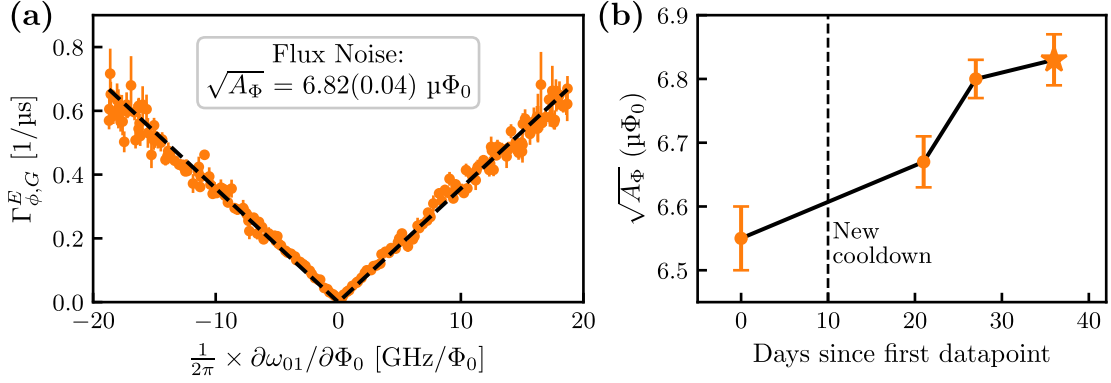 (a)
Flux Noise:
√A_Φ = 6.82(0.04) µΦ₀
Γ^E_ϕ,G [1/µs]
0.8
0.6
0.4
0.2
0.0
−20
−10
0
10
20
1/2π × ∂ω₀₁/∂Φ₀ [GHz/Φ₀]
(b)
√A_Φ (µΦ₀)
6.9
6.8
6.7
6.6
6.5
New
cooldown
0
10
20
30
40
Days since first datapoint